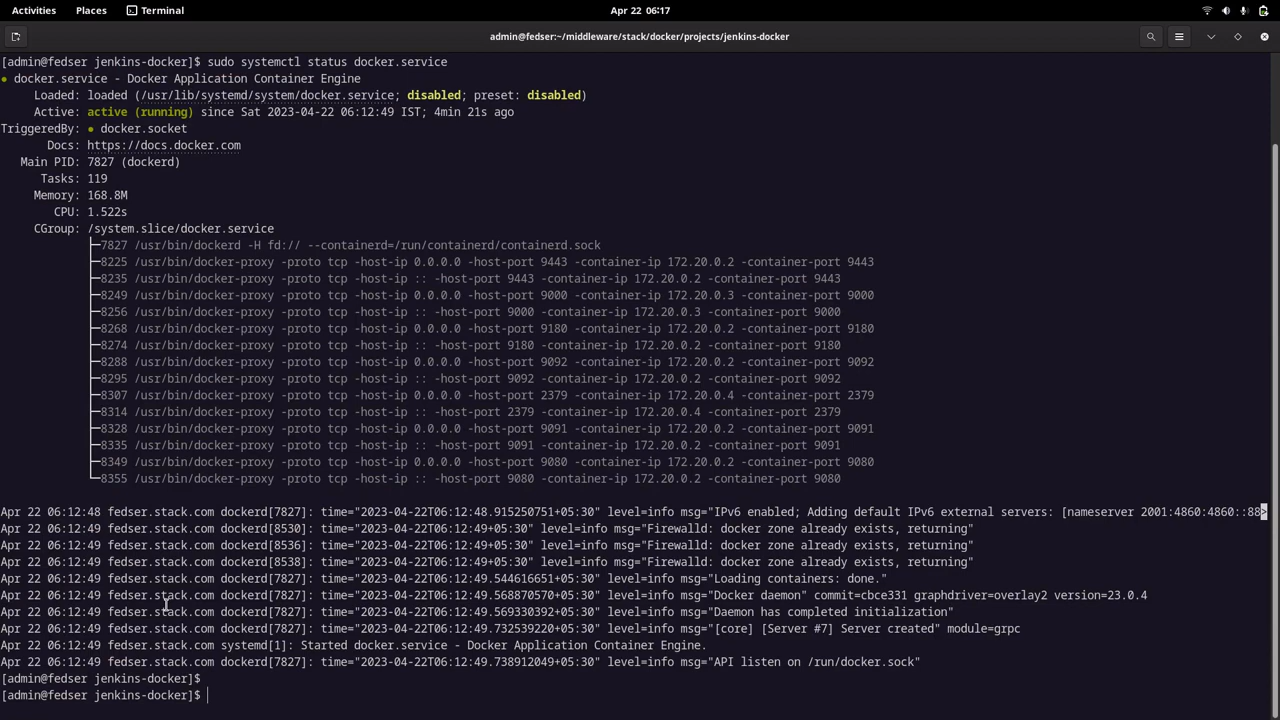 Activities Places Terminal Apr 22 06:17
admin@fedser:~/middleware/stack/docker/projects/jenkins-docker
[admin@fedser jenkins-docker]$ sudo systemctl status docker.service
● docker.service - Docker Application Container Engine
Loaded: loaded (/usr/lib/systemd/system/docker.service; disabled; preset: disabled)
Active: active (running) since Sat 2023-04-22 06:12:49 IST; 4min 21s ago
TriggeredBy: ● docker.socket
Docs: https://docs.docker.com
Main PID: 7827 (dockerd)
Tasks: 119
Memory: 168.8M
CPU: 1.522s
CGroup: /system.slice/docker.service
├─7827 /usr/bin/dockerd -H fd:// --containerd=/run/containerd/containerd.sock
├─8225 /usr/bin/docker-proxy -proto tcp -host-ip 0.0.0.0 -host-port 9443 -container-ip 172.20.0.2 -container-port 9443
├─8235 /usr/bin/docker-proxy -proto tcp -host-ip :: -host-port 9443 -container-ip 172.20.0.2 -container-port 9443
├─8249 /usr/bin/docker-proxy -proto tcp -host-ip 0.0.0.0 -host-port 9000 -container-ip 172.20.0.3 -container-port 9000
├─8256 /usr/bin/docker-proxy -proto tcp -host-ip :: -host-port 9000 -container-ip 172.20.0.3 -container-port 9000
├─8268 /usr/bin/docker-proxy -proto tcp -host-ip 0.0.0.0 -host-port 9180 -container-ip 172.20.0.2 -container-port 9180
├─8274 /usr/bin/docker-proxy -proto tcp -host-ip :: -host-port 9180 -container-ip 172.20.0.2 -container-port 9180
├─8288 /usr/bin/docker-proxy -proto tcp -host-ip 0.0.0.0 -host-port 9092 -container-ip 172.20.0.2 -container-port 9092
├─8295 /usr/bin/docker-proxy -proto tcp -host-ip :: -host-port 9092 -container-ip 172.20.0.2 -container-port 9092
├─8307 /usr/bin/docker-proxy -proto tcp -host-ip 0.0.0.0 -host-port 2379 -container-ip 172.20.0.4 -container-port 2379
├─8314 /usr/bin/docker-proxy -proto tcp -host-ip :: -host-port 2379 -container-ip 172.20.0.4 -container-port 2379
├─8328 /usr/bin/docker-proxy -proto tcp -host-ip 0.0.0.0 -host-port 9091 -container-ip 172.20.0.2 -container-port 9091
├─8335 /usr/bin/docker-proxy -proto tcp -host-ip :: -host-port 9091 -container-ip 172.20.0.2 -container-port 9091
├─8349 /usr/bin/docker-proxy -proto tcp -host-ip 0.0.0.0 -host-port 9080 -container-ip 172.20.0.2 -container-port 9080
└─8355 /usr/bin/docker-proxy -proto tcp -host-ip :: -host-port 9080 -container-ip 172.20.0.2 -container-port 9080
Apr 22 06:12:48 fedser.stack.com dockerd[7827]: time="2023-04-22T06:12:48.915250751+05:30" level=info msg="IPv6 enabled; Adding default IPv6 external servers: [nameserver 2001:4860:4860::88>
Apr 22 06:12:49 fedser.stack.com dockerd[8530]: time="2023-04-22T06:12:49+05:30" level=info msg="Firewalld: docker zone already exists, returning"
Apr 22 06:12:49 fedser.stack.com dockerd[8536]: time="2023-04-22T06:12:49+05:30" level=info msg="Firewalld: docker zone already exists, returning"
Apr 22 06:12:49 fedser.stack.com dockerd[8538]: time="2023-04-22T06:12:49+05:30" level=info msg="Firewalld: docker zone already exists, returning"
Apr 22 06:12:49 fedser.stack.com dockerd[7827]: time="2023-04-22T06:12:49.544616651+05:30" level=info msg="Loading containers: done."
Apr 22 06:12:49 fedser.stack.com dockerd[7827]: time="2023-04-22T06:12:49.568870570+05:30" level=info msg="Docker daemon" commit=cbce331 graphdriver=overlay2 version=23.0.4
Apr 22 06:12:49 fedser.stack.com dockerd[7827]: time="2023-04-22T06:12:49.569330392+05:30" level=info msg="Daemon has completed initialization"
Apr 22 06:12:49 fedser.stack.com dockerd[7827]: time="2023-04-22T06:12:49.732539220+05:30" level=info msg="[core] [Server #7] Server created" module=grpc
Apr 22 06:12:49 fedser.stack.com systemd[1]: Started docker.service - Docker Application Container Engine.
Apr 22 06:12:49 fedser.stack.com dockerd[7827]: time="2023-04-22T06:12:49.738912049+05:30" level=info msg="API listen on /run/docker.sock"
[admin@fedser jenkins-docker]$
[admin@fedser jenkins-docker]$